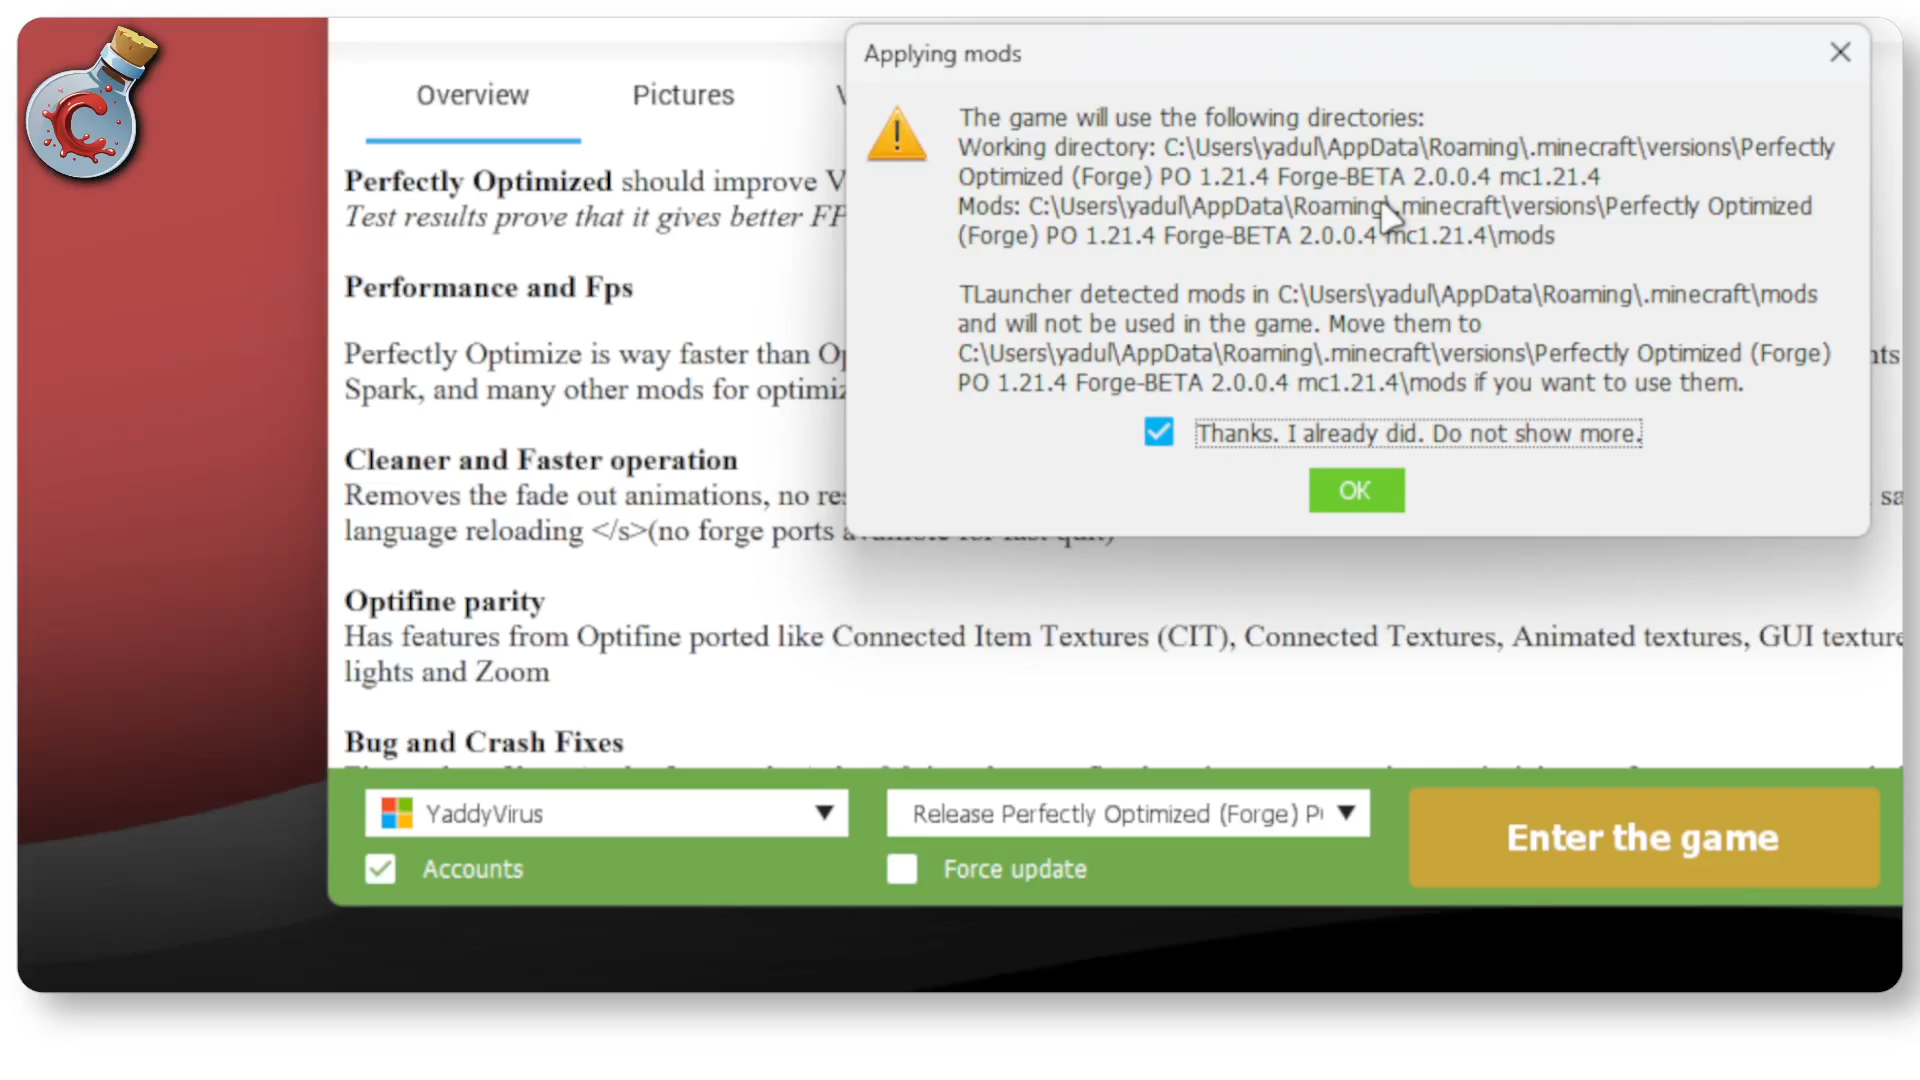 C
Applying mods
Overview
Pictures
The game will use the following directories:
Working directory: C:\Users\yadul\AppData\Roaming\.minecraft\versions\Perfectly
Optimized (Forge) PO 1.21.4 Forge-BETA 2.0.0.4 mc1.21.4
Mods: C:\Users\yadul\AppData\Roaming\.minecraft\versions\Perfectly Optimized
(Forge) PO 1.21.4 Forge-BETA 2.0.0.4 mc1.21.4\mods
TLauncher detected mods in C:\Users\yadul\AppData\Roaming\.minecraft\mods
and will not be used in the game. Move them to
C:\Users\yadul\AppData\Roaming\.minecraft\versions\Perfectly Optimized (Forge)
PO 1.21.4 Forge-BETA 2.0.0.4 mc1.21.4\mods if you want to use them.
Thanks. I already did. Do not show more.
OK
Perfectly Optimized should improve V
Test results prove that it gives better FP
Performance and Fps
Perfectly Optimize is way faster than Op
nts
Spark, and many other mods for optimiz
Cleaner and Faster operation
Removes the fade out animations, no res
sa
language reloading </s>(no forge ports
Optifine parity
Has features from Optifine ported like Connected Item Textures (CIT), Connected Textures, Animated textures, GUI texture
lights and Zoom
Bug and Crash Fixes
YaddyVirus
Release Perfectly Optimized (Forge) P
Enter the game
Accounts
Force update